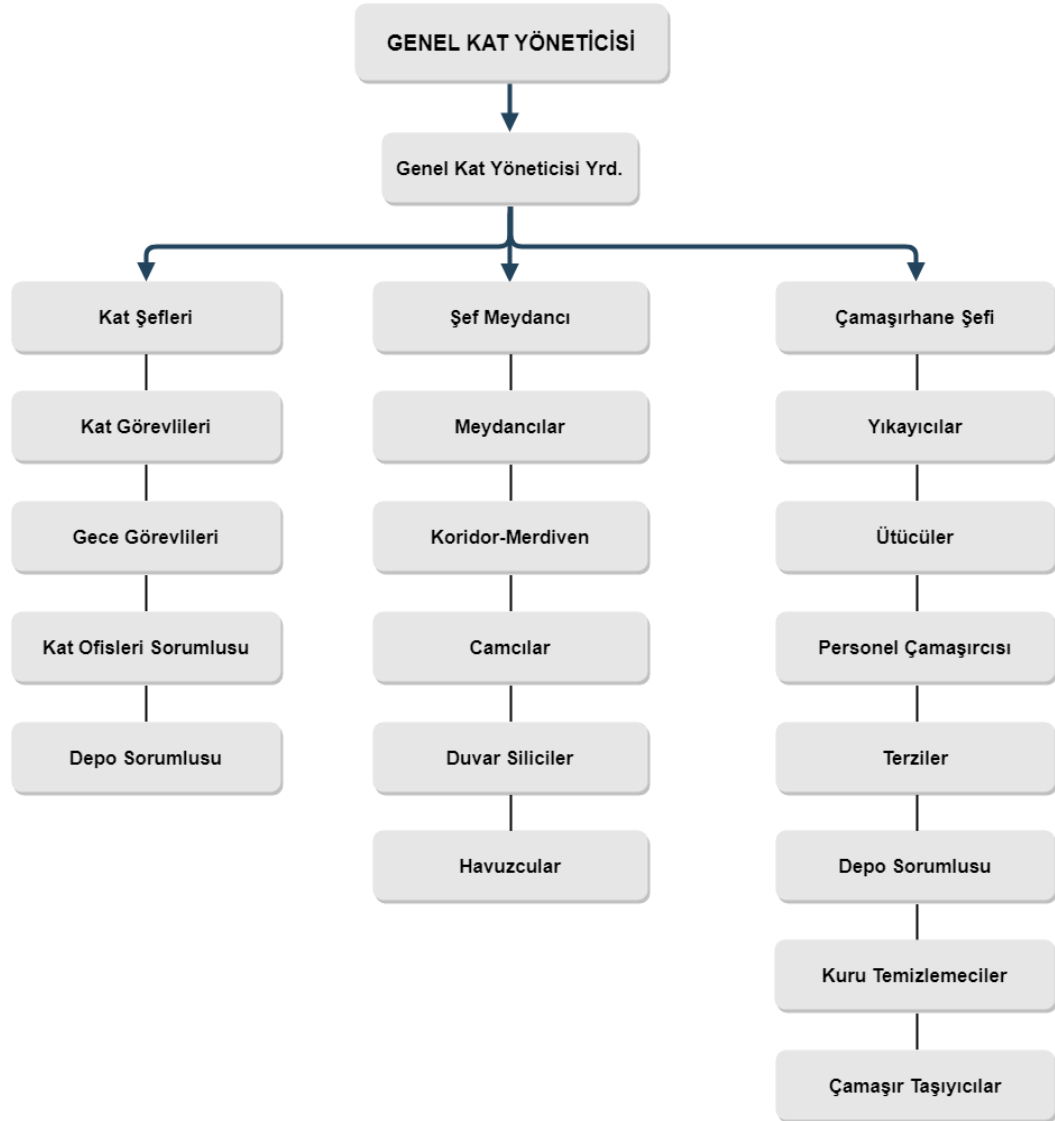 GENEL KAT YÖNETİCİSİ
Genel Kat Yöneticisi Yrd.
Kat Şefleri
Kat Görevlileri
Gece Görevlileri
Kat Ofisleri Sorumlusu
Depo Sorumlusu
Şef Meydancı
Meydancılar
Koridor-Merdiven
Camcılar
Duvar Siliciler
Havuzcular
Çamaşırhane Şefi
Yıkayıcılar
Ütücüler
Personel Çamaşırcısı
Terziler
Depo Sorumlusu
Kuru Temizlemeciler
Çamaşır Taşıyıcılar